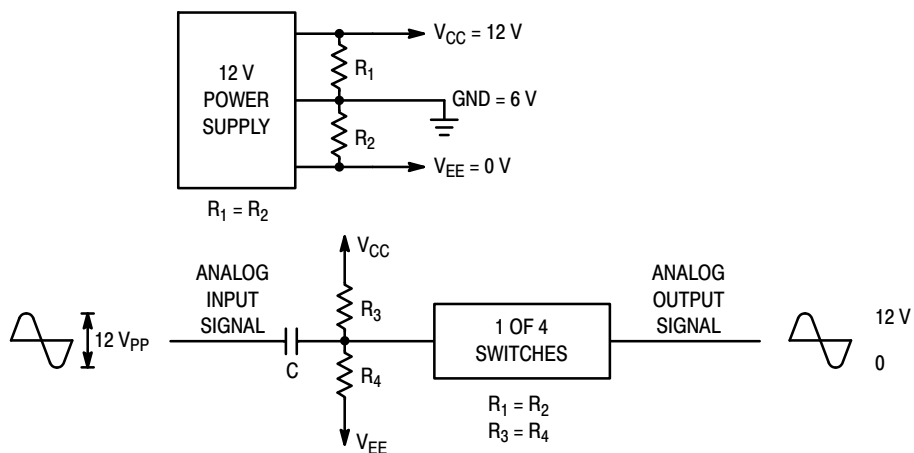 12 V
POWER
SUPPLY
V_CC = 12 V
R_1
GND = 6 V
R_2
V_EE = 0 V
R_1 = R_2
12 V_PP
ANALOG
INPUT
SIGNAL
C
V_CC
R_3
R_4
V_EE
1 OF 4
SWITCHES
R_1 = R_2
R_3 = R_4
ANALOG
OUTPUT
SIGNAL
12 V
0